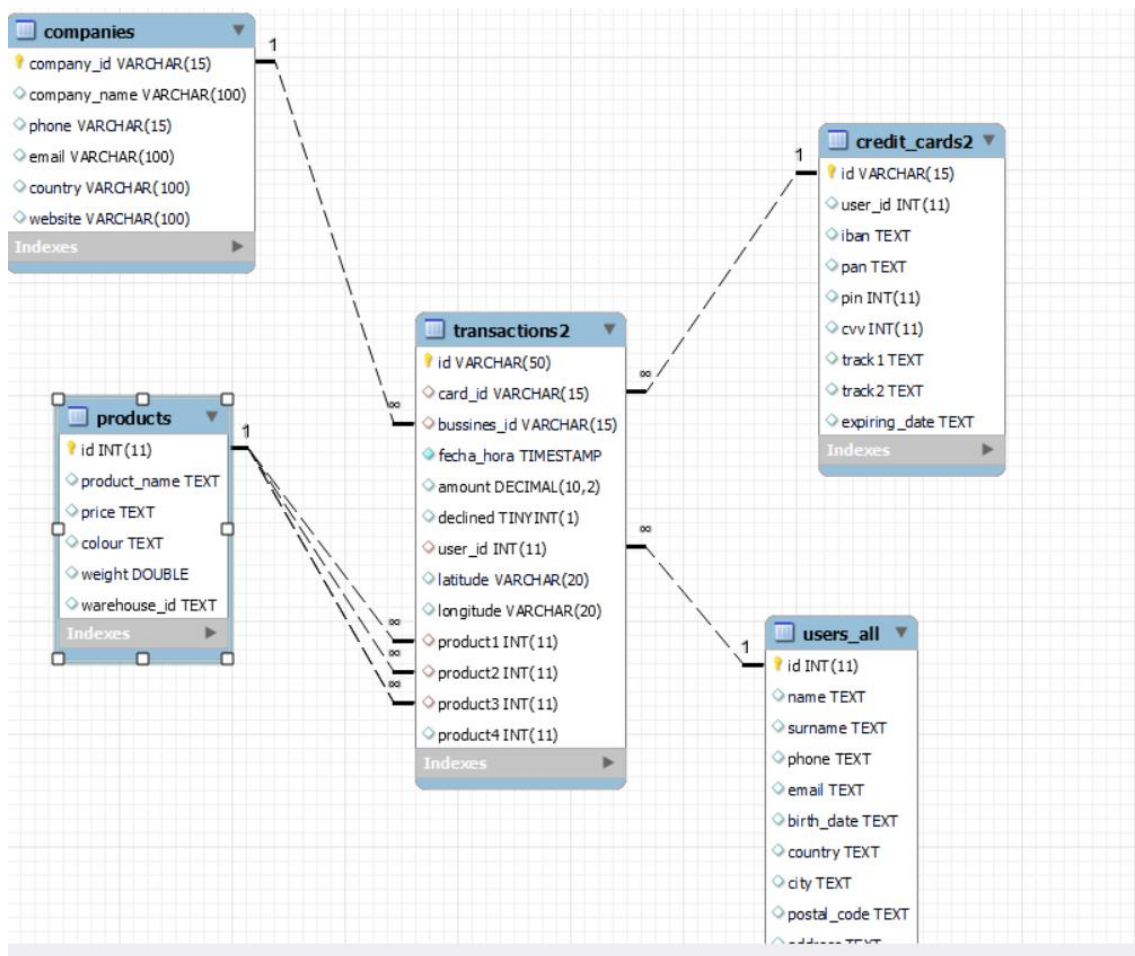 companies
company_id VARCHAR(15)
company_name VARCHAR(100)
phone VARCHAR(15)
email VARCHAR(100)
country VARCHAR(100)
website VARCHAR(100)
Indexes
1
credit_cards2
1
id VARCHAR(15)
user_id INT(11)
iban TEXT
pan TEXT
pin INT(11)
cvv INT(11)
track1 TEXT
track2 TEXT
expiring_date TEXT
Indexes
transactions2
id VARCHAR(50)
card_id VARCHAR(15)
∞
∞
bussines_id VARCHAR(15)
fecha_hora TIMESTAMP
amount DECIMAL(10,2)
declined TINYINT(1)
∞
user_id INT(11)
latitude VARCHAR(20)
longitude VARCHAR(20)
∞
product1 INT(11)
∞
product2 INT(11)
∞
product3 INT(11)
product4 INT(11)
Indexes
products
1
id INT(11)
product_name TEXT
price TEXT
colour TEXT
weight DOUBLE
warehouse_id TEXT
Indexes
users_all
1
id INT(11)
name TEXT
surname TEXT
phone TEXT
email TEXT
birth_date TEXT
country TEXT
city TEXT
postal_code TEXT